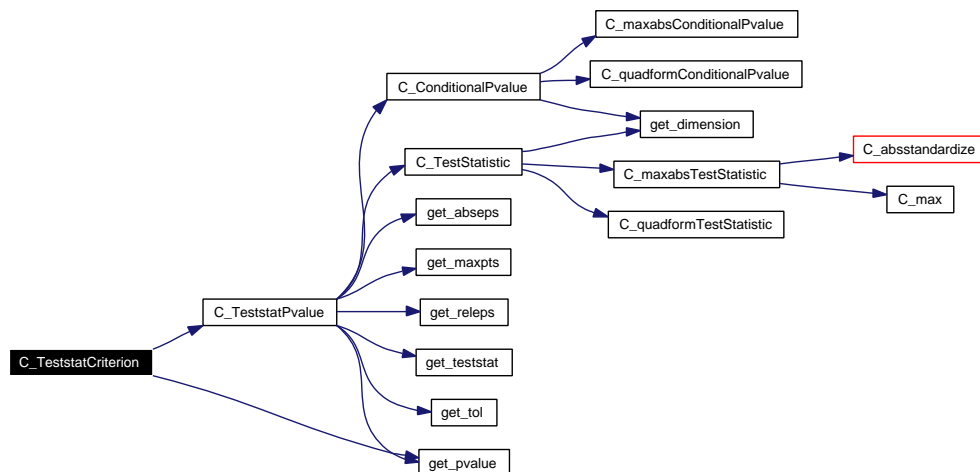 C_maxabsConditionalPvalue
C_quadformConditionalPvalue
C_ConditionalPvalue
get_dimension
C_absstandardize
C_TestStatistic
C_maxabsTestStatistic
C_max
get_abseps
C_quadformTestStatistic
get_maxpts
C_TeststatPvalue
get_releps
C_TeststatCriterion
get_teststat
get_tol
get_pvalue